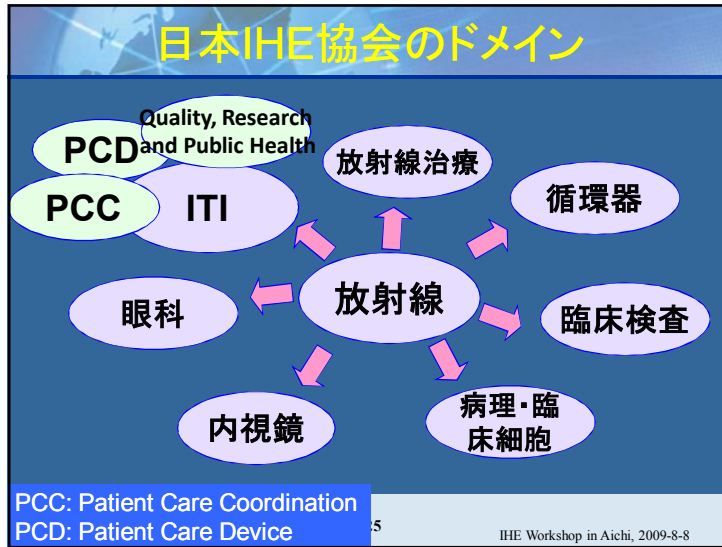 日本IHE協会のドメイン
Quality, Research
and Public Health
PCD
PCC
ITI
放射線治療
循環器
眼科
放射線
臨床検査
内視鏡
病理・臨
床細胞
PCC: Patient Care Coordination
PCD: Patient Care Device
IHE Workshop in Aichi, 2009-8-8